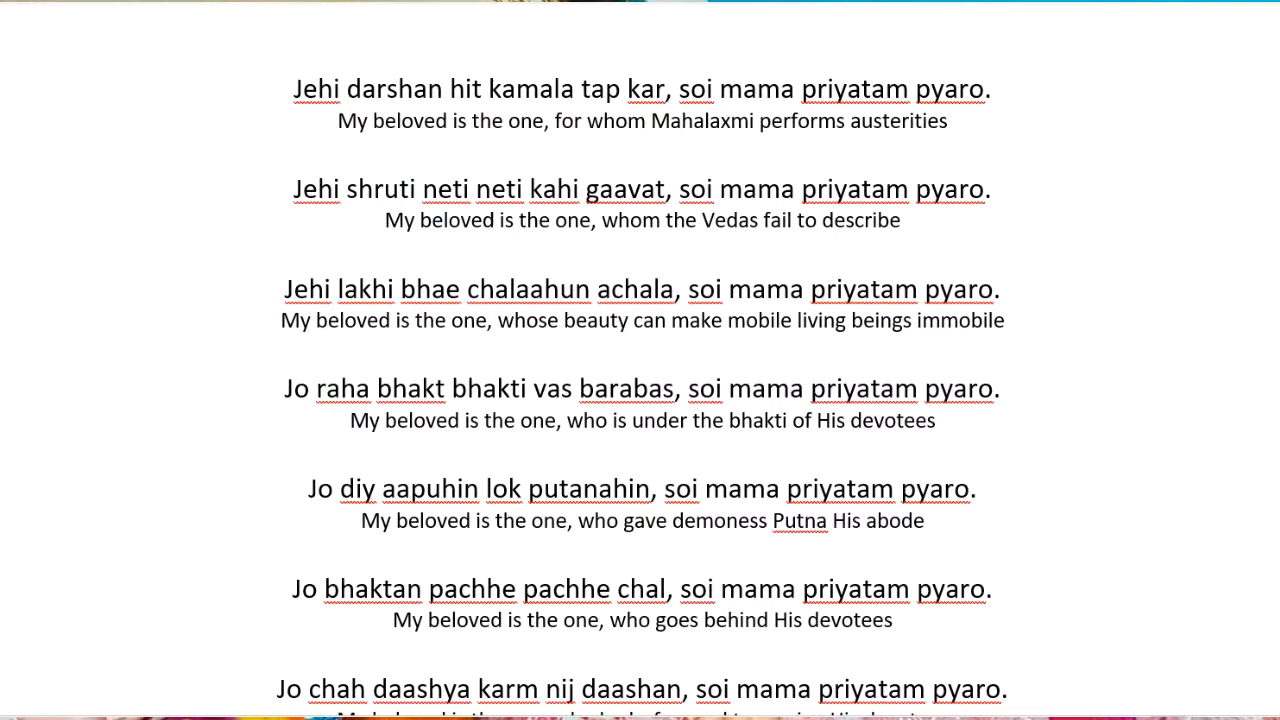 Jehi darshan hit kamala tap kar, soi mama priyatam pyaro.
My beloved is the one, for whom Mahalaxmi performs austerities
Jehi shruti neti neti kahi gaavat, soi mama priyatam pyaro.
My beloved is the one, whom the Vedas fail to describe
Jehi lakhi bhae chalaahun achala, soi mama priyatam pyaro.
My beloved is the one, whose beauty can make mobile living beings immobile
Jo raha bhakt bhakti vas barabas, soi mama priyatam pyaro.
My beloved is the one, who is under the bhakti of His devotees
Jo diy aapuhin lok putanahin, soi mama priyatam pyaro.
My beloved is the one, who gave demoness Putna His abode
Jo bhaktan pachhe pachhe chal, soi mama priyatam pyaro.
My beloved is the one, who goes behind His devotees
Jo chah daashya karm nij daashan, soi mama priyatam pyaro.